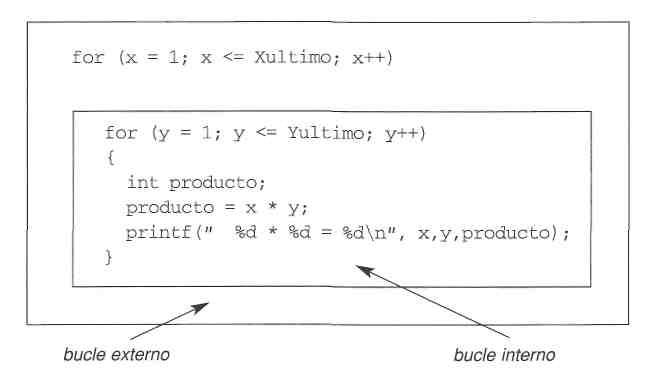 for (x = 1; x <= Xultimo; x++)
for (y = 1; y <= Yultimo; y++)
{
int producto;
producto = x * y;
printf("  %d * %d = %d\n", x,y,producto);
}
bucle externo
bucle interno